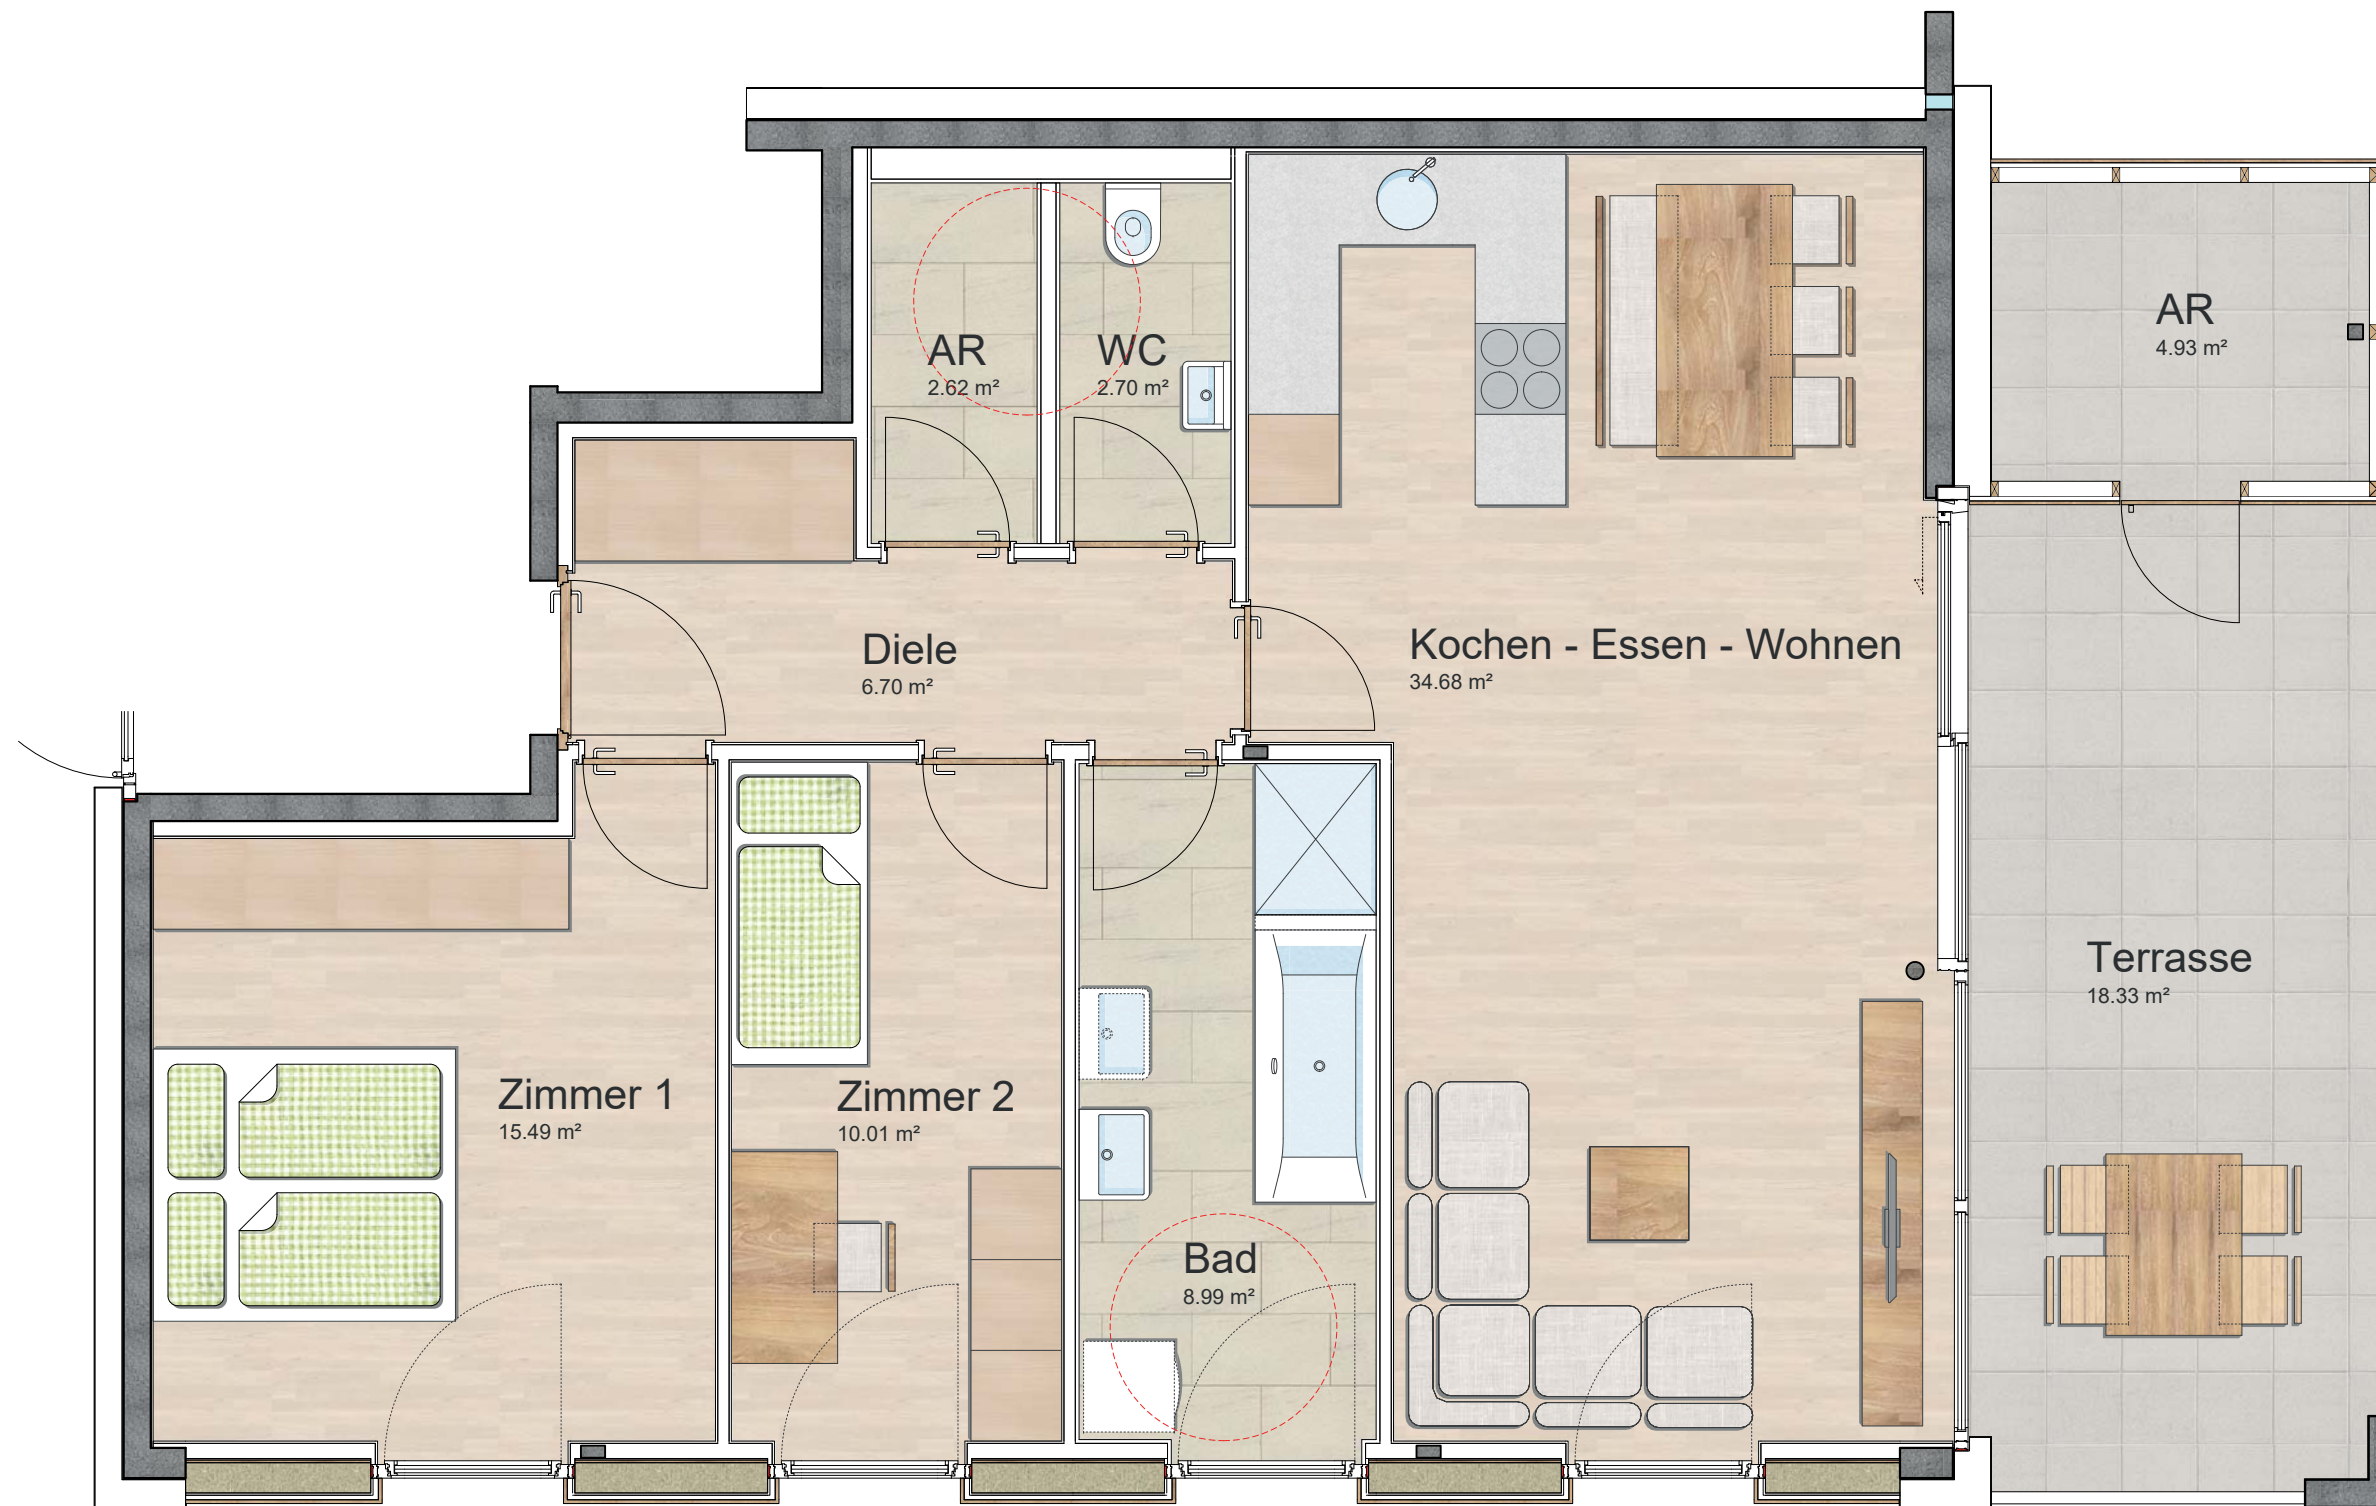 AR
2.62 m²
WC
2.70 m²
AR
4.93 m²
Diele
6.70 m²
Kochen - Essen - Wohnen
34.68 m²
Terrasse
18.33 m²
Zimmer 1
15.49 m²
Zimmer 2
10.01 m²
Bad
8.99 m²